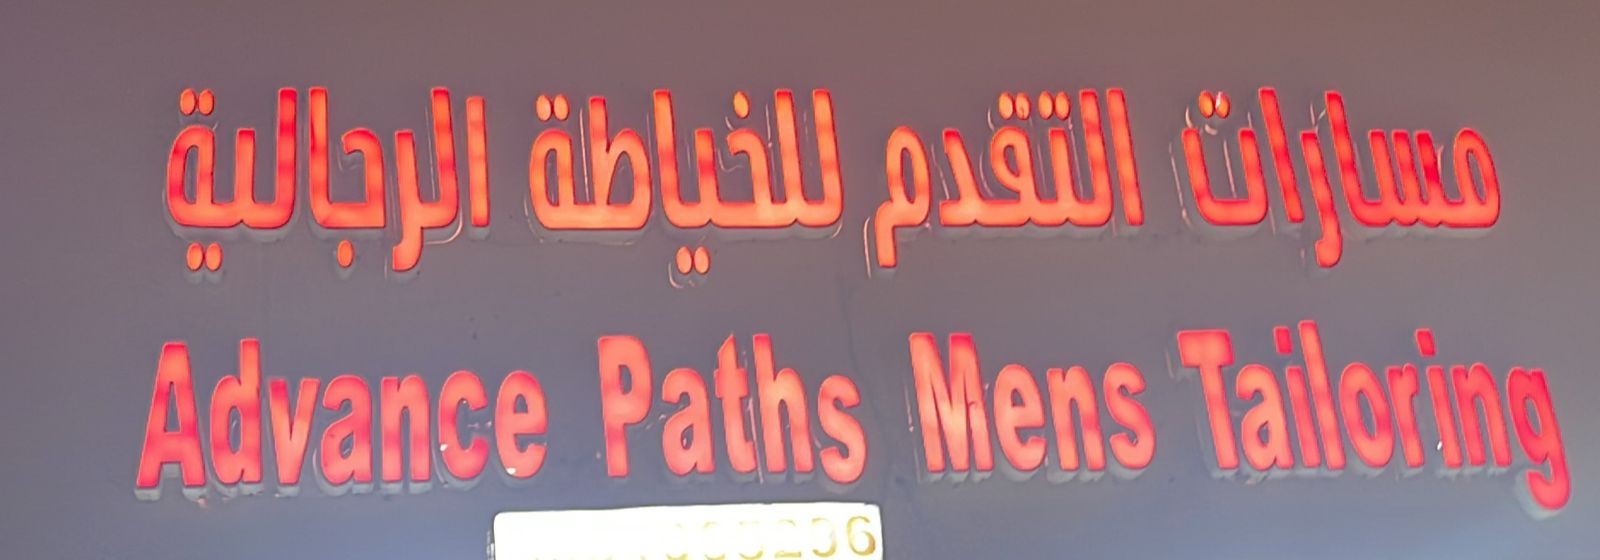 مسارات التقدم للخياطة الرجالية
Advance Paths Mens Tailoring